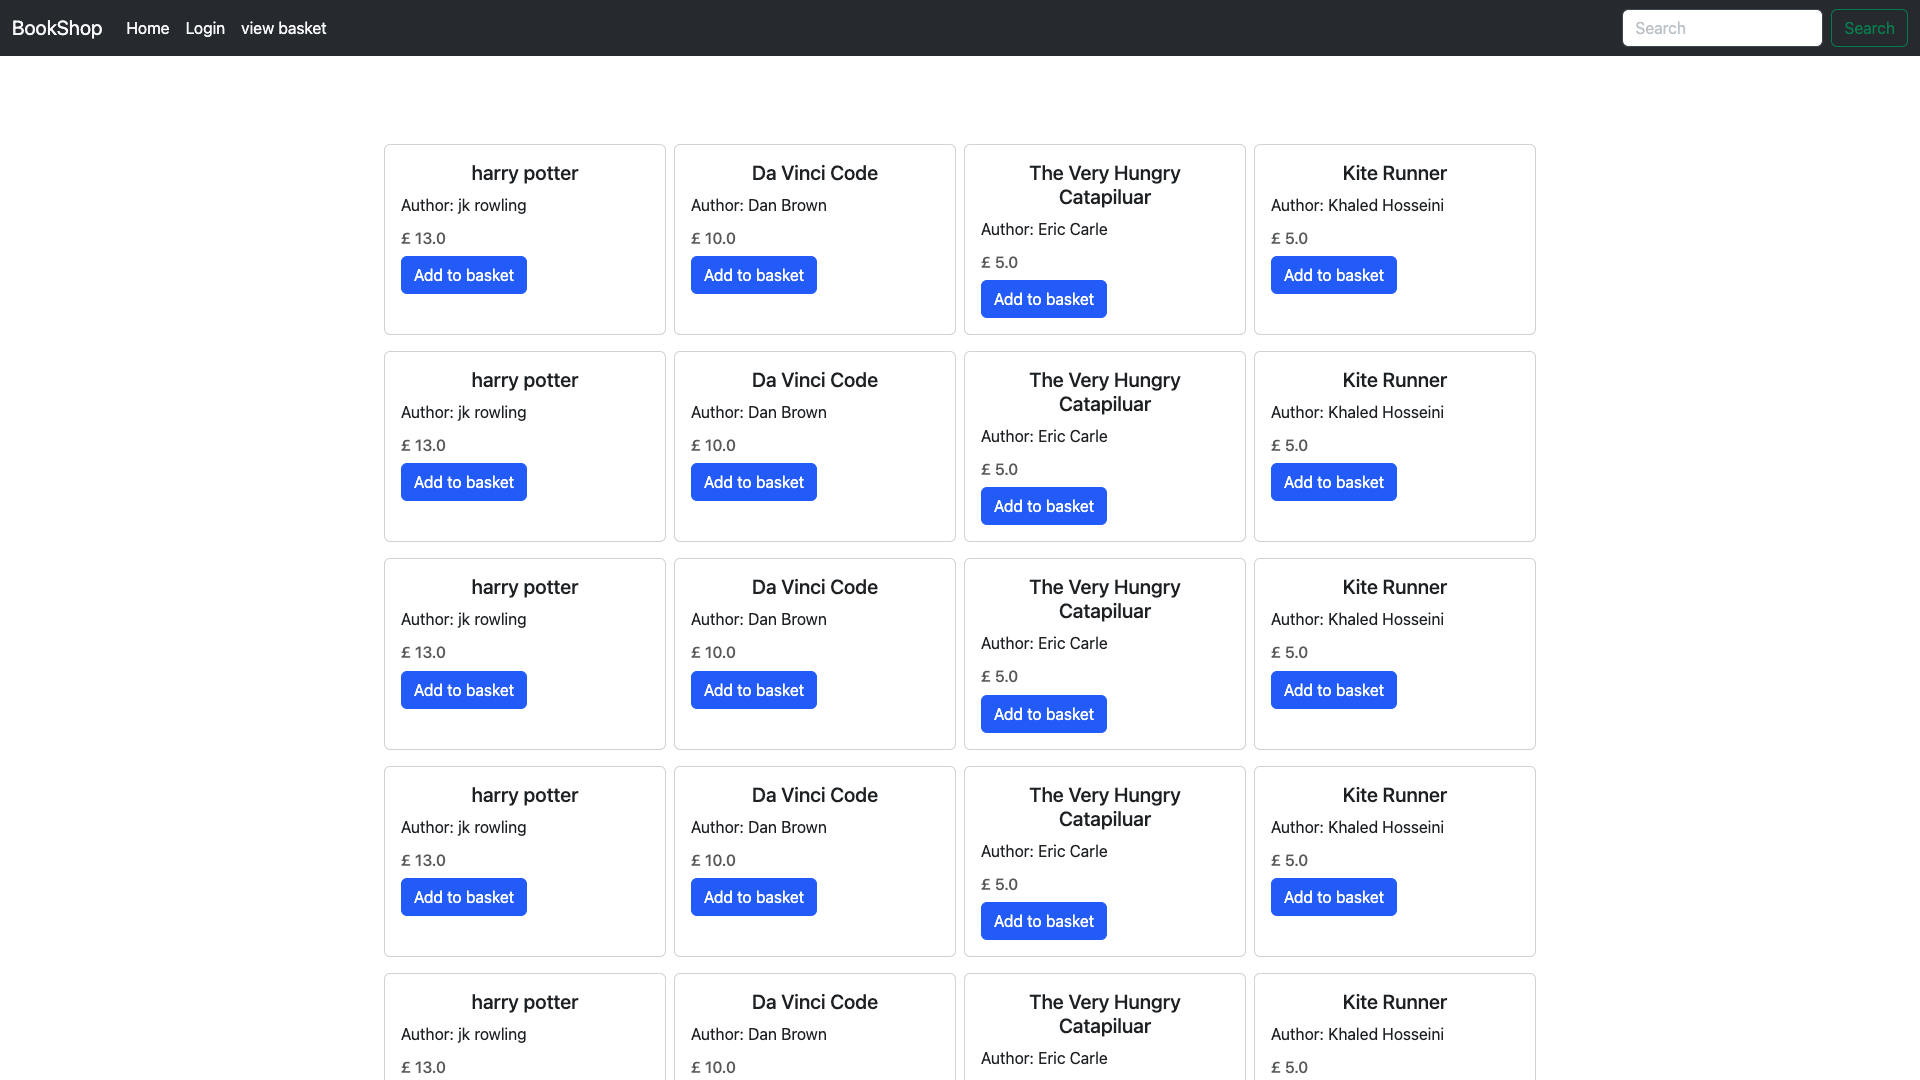 BookShop Home Login view basket Search Search
harry potter
Author: jk rowling
£ 13.0
Add to basket
Da Vinci Code
Author: Dan Brown
£ 10.0
Add to basket
The Very Hungry
Catapiluar
Author: Eric Carle
£ 5.0
Add to basket
Kite Runner
Author: Khaled Hosseini
£ 5.0
Add to basket
harry potter
Author: jk rowling
£ 13.0
Add to basket
Da Vinci Code
Author: Dan Brown
£ 10.0
Add to basket
The Very Hungry
Catapiluar
Author: Eric Carle
£ 5.0
Add to basket
Kite Runner
Author: Khaled Hosseini
£ 5.0
Add to basket
harry potter
Author: jk rowling
£ 13.0
Add to basket
Da Vinci Code
Author: Dan Brown
£ 10.0
Add to basket
The Very Hungry
Catapiluar
Author: Eric Carle
£ 5.0
Add to basket
Kite Runner
Author: Khaled Hosseini
£ 5.0
Add to basket
harry potter
Author: jk rowling
£ 13.0
Add to basket
Da Vinci Code
Author: Dan Brown
£ 10.0
Add to basket
The Very Hungry
Catapiluar
Author: Eric Carle
£ 5.0
Add to basket
Kite Runner
Author: Khaled Hosseini
£ 5.0
Add to basket
harry potter
Author: jk rowling
£ 13.0
Da Vinci Code
Author: Dan Brown
£ 10.0
The Very Hungry
Catapiluar
Author: Eric Carle
Kite Runner
Author: Khaled Hosseini
£ 5.0